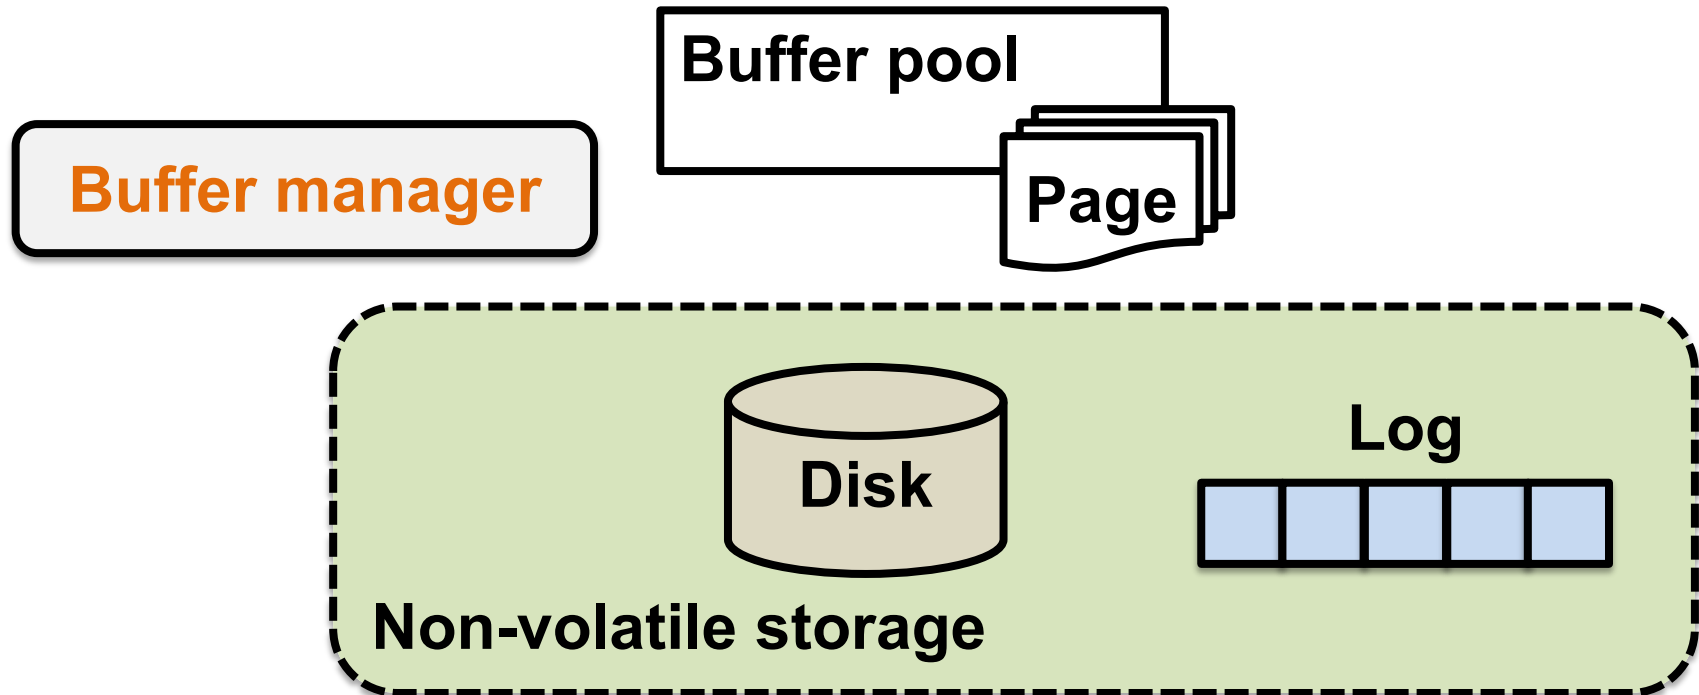 Buffer pool
Buffer manager
Page
Disk
Log
Non-volatile storage